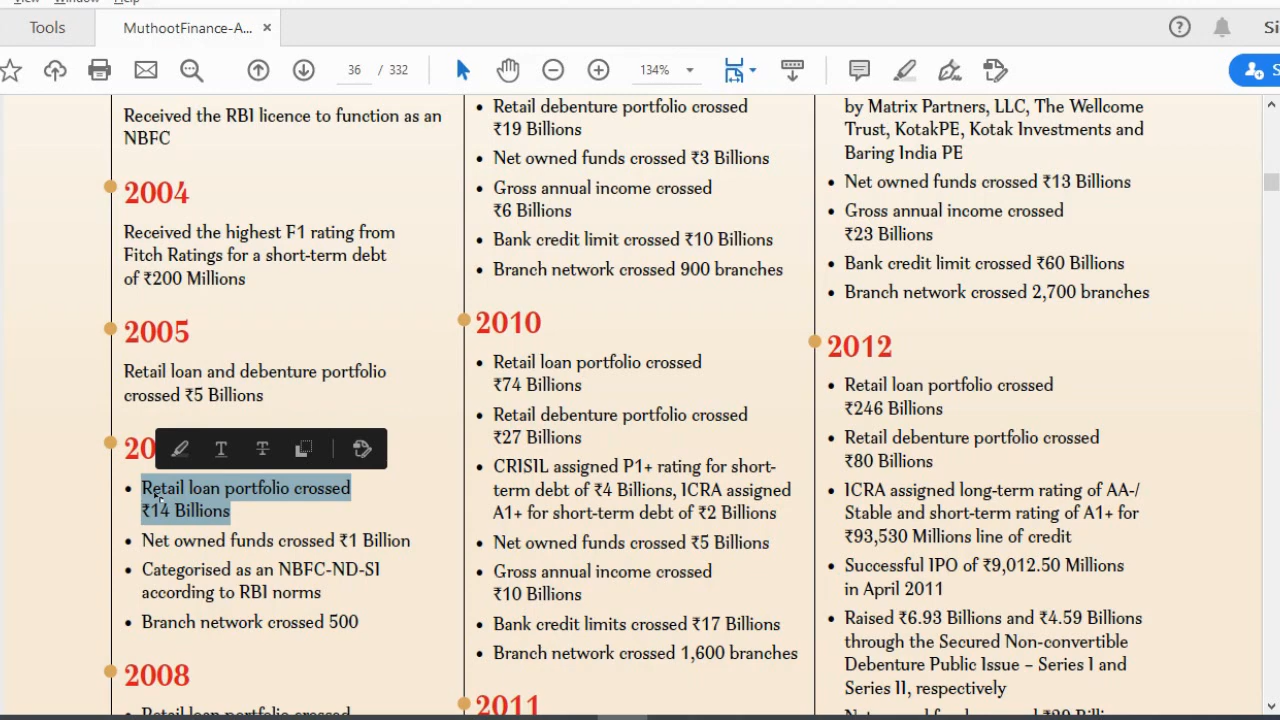 View Window Help
Tools
MuthootFinance-A... ×
?
Si
36 / 332
134%
S
Received the RBI licence to function as an
NBFC
2004
Received the highest F1 rating from
Fitch Ratings for a short-term debt
of ₹200 Millions
2005
Retail loan and debenture portfolio
crossed ₹5 Billions
20
• Retail loan portfolio crossed
₹14 Billions
• Net owned funds crossed ₹1 Billion
• Categorised as an NBFC-ND-SI
according to RBI norms
• Branch network crossed 500
2008
Retail loan portfolio crossed
• Retail debenture portfolio crossed
₹19 Billions
• Net owned funds crossed ₹3 Billions
• Gross annual income crossed
₹6 Billions
• Bank credit limit crossed ₹10 Billions
• Branch network crossed 900 branches
2010
• Retail loan portfolio crossed
₹74 Billions
• Retail debenture portfolio crossed
₹27 Billions
• CRISIL assigned P1+ rating for short-
term debt of ₹4 Billions, ICRA assigned
A1+ for short-term debt of ₹2 Billions
• Net owned funds crossed ₹5 Billions
• Gross annual income crossed
₹10 Billions
• Bank credit limits crossed ₹17 Billions
• Branch network crossed 1,600 branches
2011
by Matrix Partners, LLC, The Wellcome
Trust, KotakPE, Kotak Investments and
Baring India PE
• Net owned funds crossed ₹13 Billions
• Gross annual income crossed
₹23 Billions
• Bank credit limit crossed ₹60 Billions
• Branch network crossed 2,700 branches
2012
• Retail loan portfolio crossed
₹246 Billions
• Retail debenture portfolio crossed
₹80 Billions
• ICRA assigned long-term rating of AA-/
Stable and short-term rating of A1+ for
₹93,530 Millions line of credit
• Successful IPO of ₹9,012.50 Millions
in April 2011
• Raised ₹6.93 Billions and ₹4.59 Billions
through the Secured Non-convertible
Debenture Public Issue – Series I and
Series II, respectively